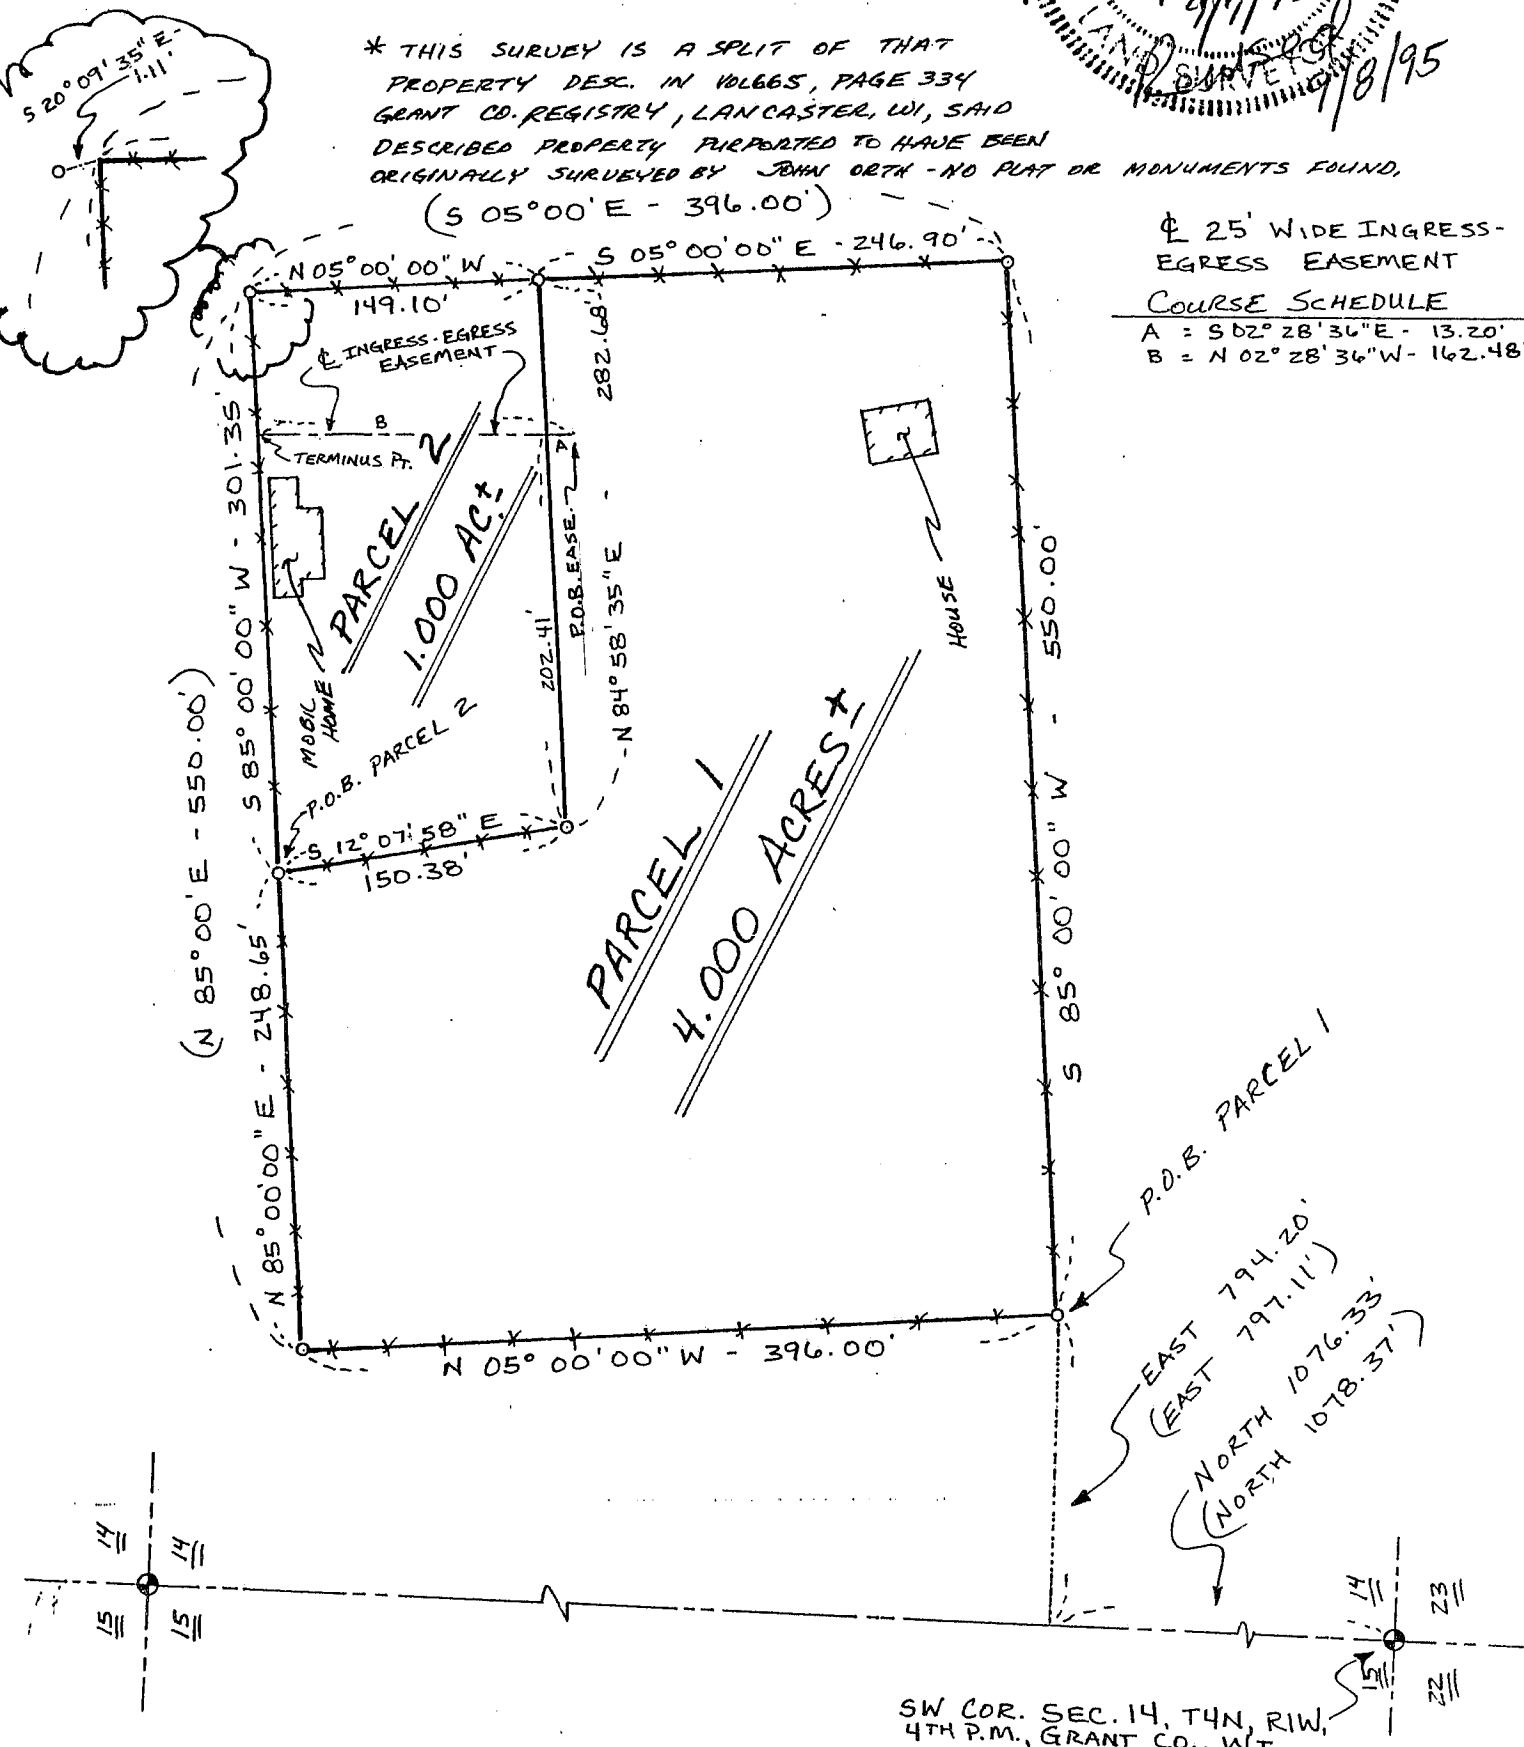 S 20° 09' 35" E -
1.11'
* THIS SURVEY IS A SPLIT OF THAT
PROPERTY DESC. IN VOL665, PAGE 334
GRANT CO. REGISTRY, LANCASTER, WI, SAID
DESCRIBED PROPERTY PURPORTED TO HAVE BEEN
ORIGINALLY SURVEYED BY JOHN ORTH - NO PLAT OR MONUMENTS FOUND.
LAND SURVEYOR
9/8/95
(S 05° 00' E - 396.00')
N 05° 00' 00" W
149.10'
S 05° 00' 00" E - 246.90'
℄ 25' WIDE INGRESS-
EGRESS EASEMENT
COURSE SCHEDULE
A = S 02° 28' 36" E - 13.20'
B = N 02° 28' 36" W - 162.48'
℄ INGRESS-EGRESS
EASEMENT
282.68'
B
A
TERMINUS PT.
S 85° 00' 00" W - 301.35'
PARCEL 2
1.000 AC±
P.O.B. EASE.
202.41'
N 84° 58' 35" E -
HOUSE
MOBIL
HOME
P.O.B. PARCEL 2
S 12° 07' 58" E
150.38'
(N 85° 00' E - 550.00')
N 85° 00' 00" E - 248.65'
PARCEL 1
4.000 ACRES±
S 85° 00' 00" W - 550.00'
N 05° 00' 00" W - 396.00'
P.O.B. PARCEL 1
EAST 794.20'
(EAST 797.11')
NORTH 1076.33'
(NORTH 1078.37')
14
14
15
15
14
23
15
22
SW COR. SEC. 14, T4N, R1W,
4TH P.M., GRANT CO., WI